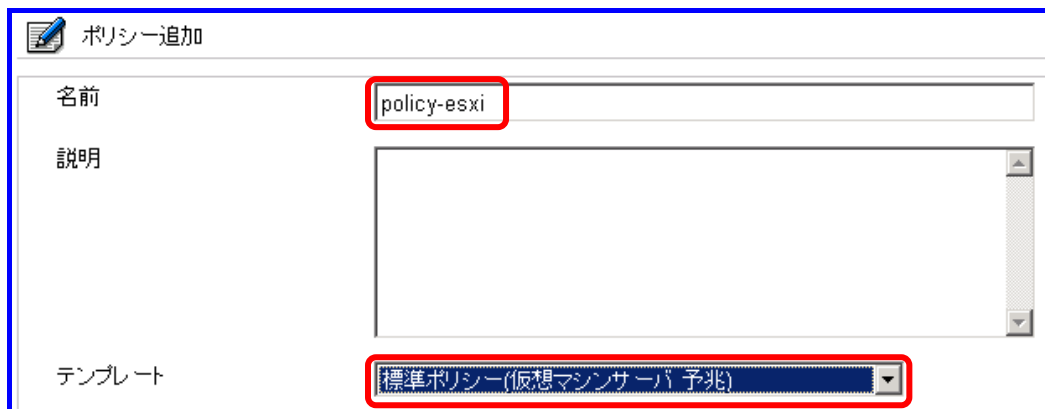 ポリシー追加
名前
policy-esxi
説明
テンプレート
標準ポリシー(仮想マシンサーバ 予兆)